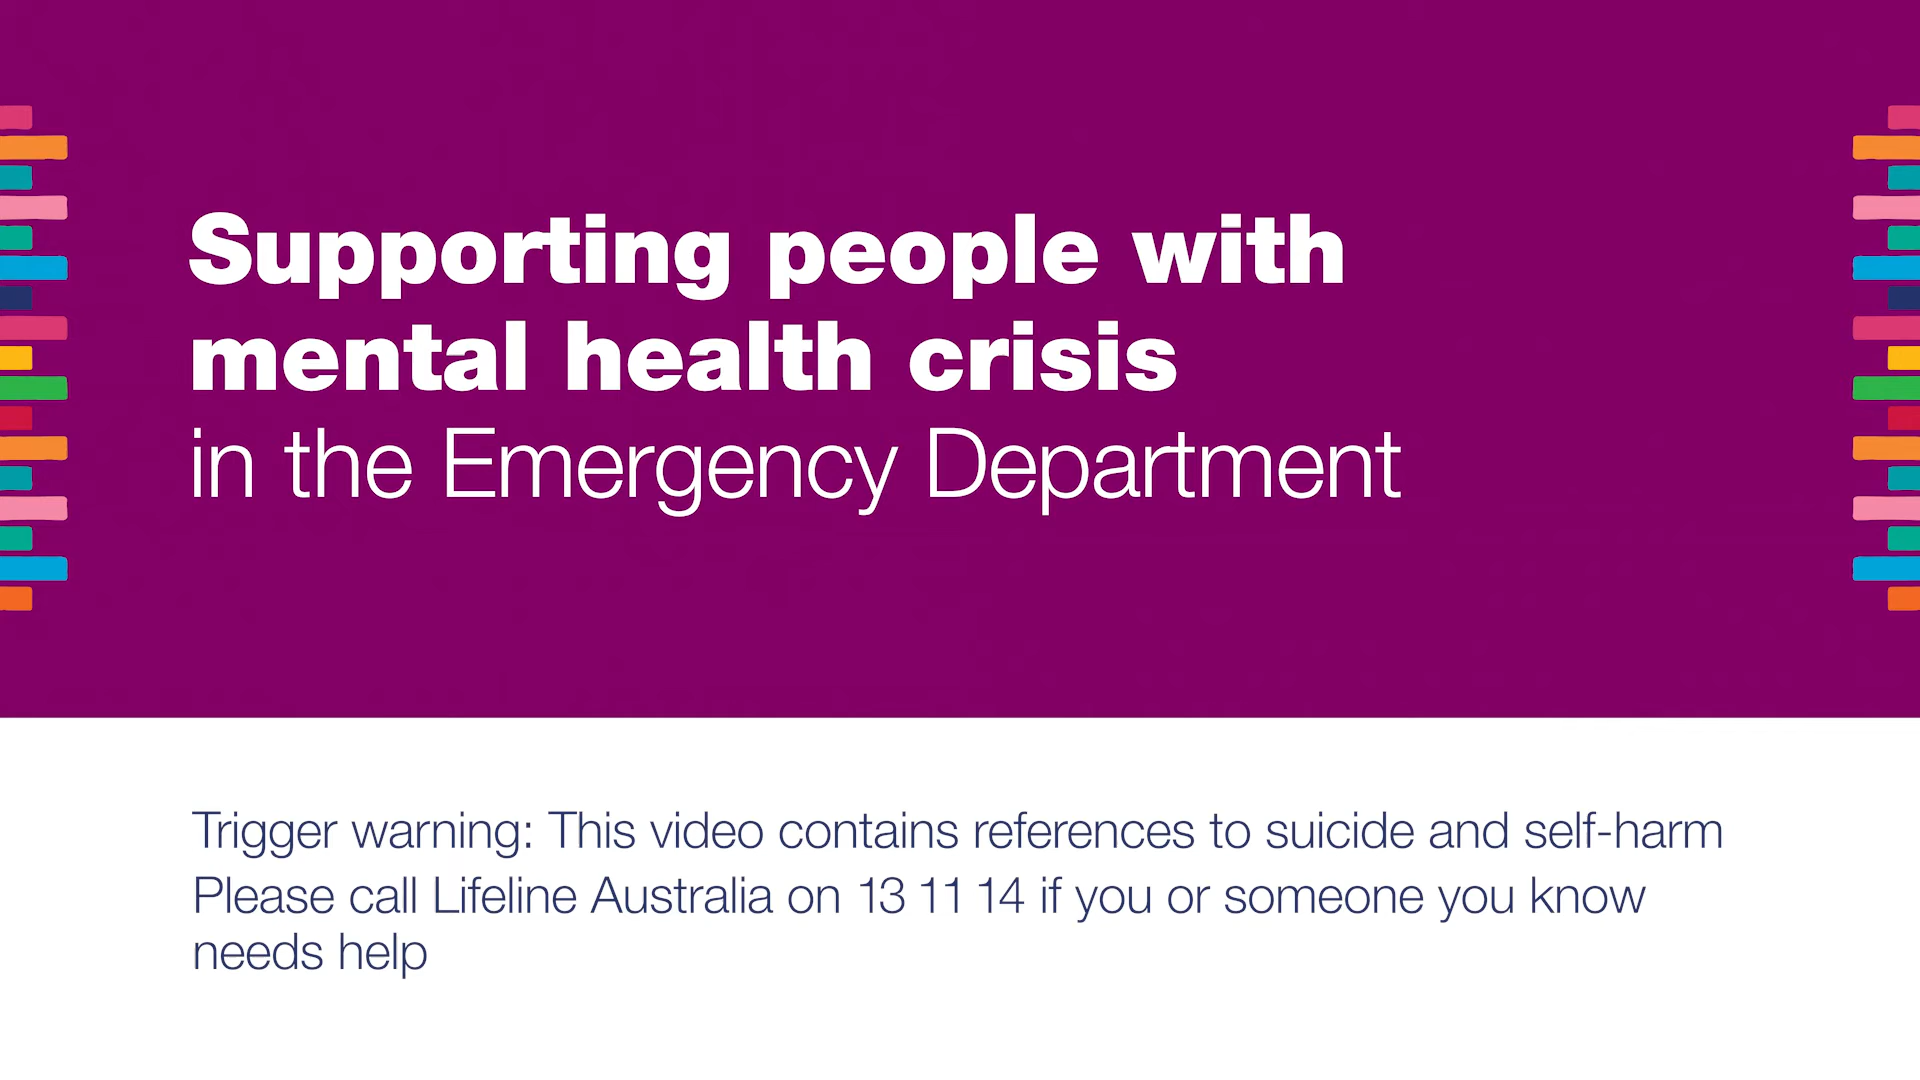 Supporting people with
mental health crisis
in the Emergency Department
Trigger warning: This video contains references to suicide and self-harm
Please call Lifeline Australia on 13 11 14 if you or someone you know
needs help